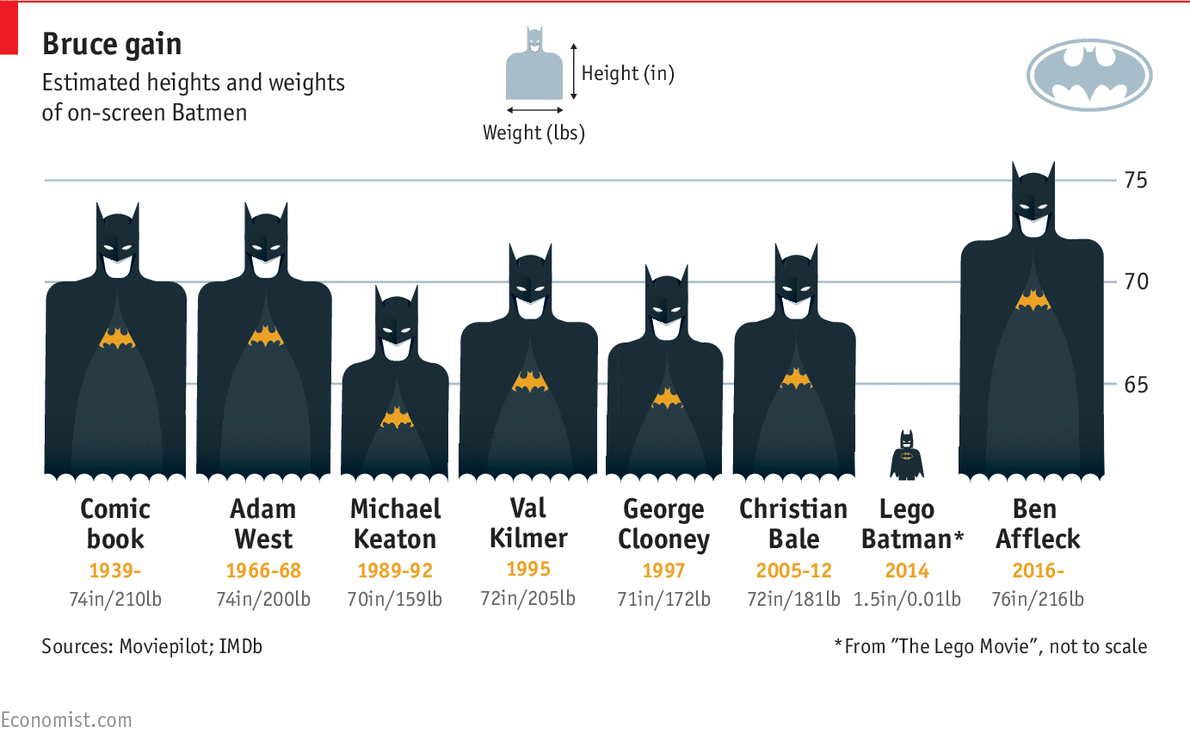 Bruce gain
Estimated heights and weights
of on-screen Batmen
Height (in)
Weight (lbs)
75
70
65
Comic
book
1939-
74in/210lb
Adam
West
1966-68
74in/200lb
Michael
Keaton
1989-92
70in/159lb
Val
Kilmer
1995
72in/205lb
George
Clooney
1997
71in/172lb
Christian
Bale
2005-12
72in/181lb
Lego
Batman*
2014
1.5in/0.01lb
Ben
Affleck
2016-
76in/216lb
Sources: Moviepilot; IMDb
*From ”The Lego Movie”, not to scale
Economist.com